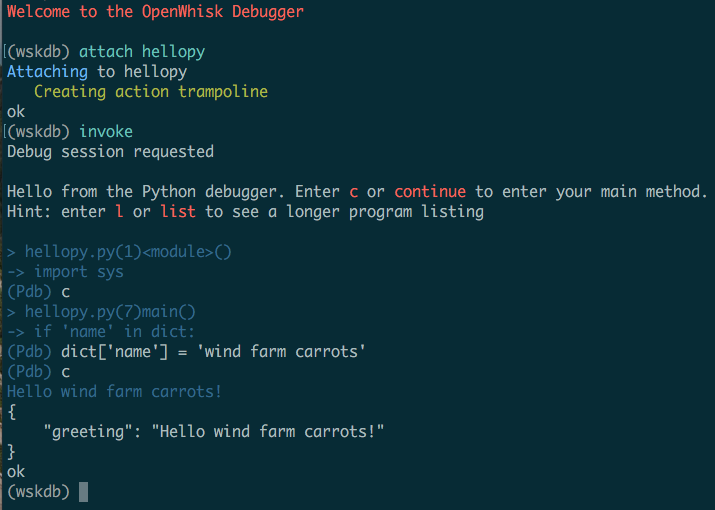 Welcome to the OpenWhisk Debugger
[(wskdb) attach hellopy
Attaching to hellopy
Creating action trampoline
ok
[(wskdb) invoke
Debug session requested
Hello from the Python debugger. Enter c or continue to enter your main method.
Hint: enter l or list to see a longer program listing
> hellopy.py(1)<module>()
-> import sys
(Pdb) c
> hellopy.py(7)main()
-> if 'name' in dict:
(Pdb) dict['name'] = 'wind farm carrots'
(Pdb) c
Hello wind farm carrots!
{
"greeting": "Hello wind farm carrots!"
}
ok
(wskdb)